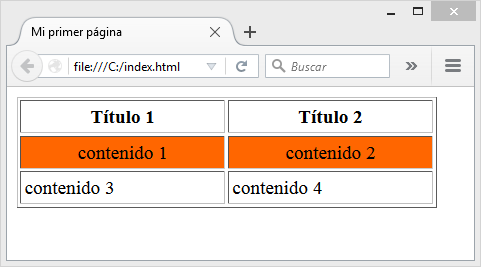 Mi primer página
file:///C:/index.html
Buscar
Título 1 Título 2
contenido 1 contenido 2
contenido 3 contenido 4